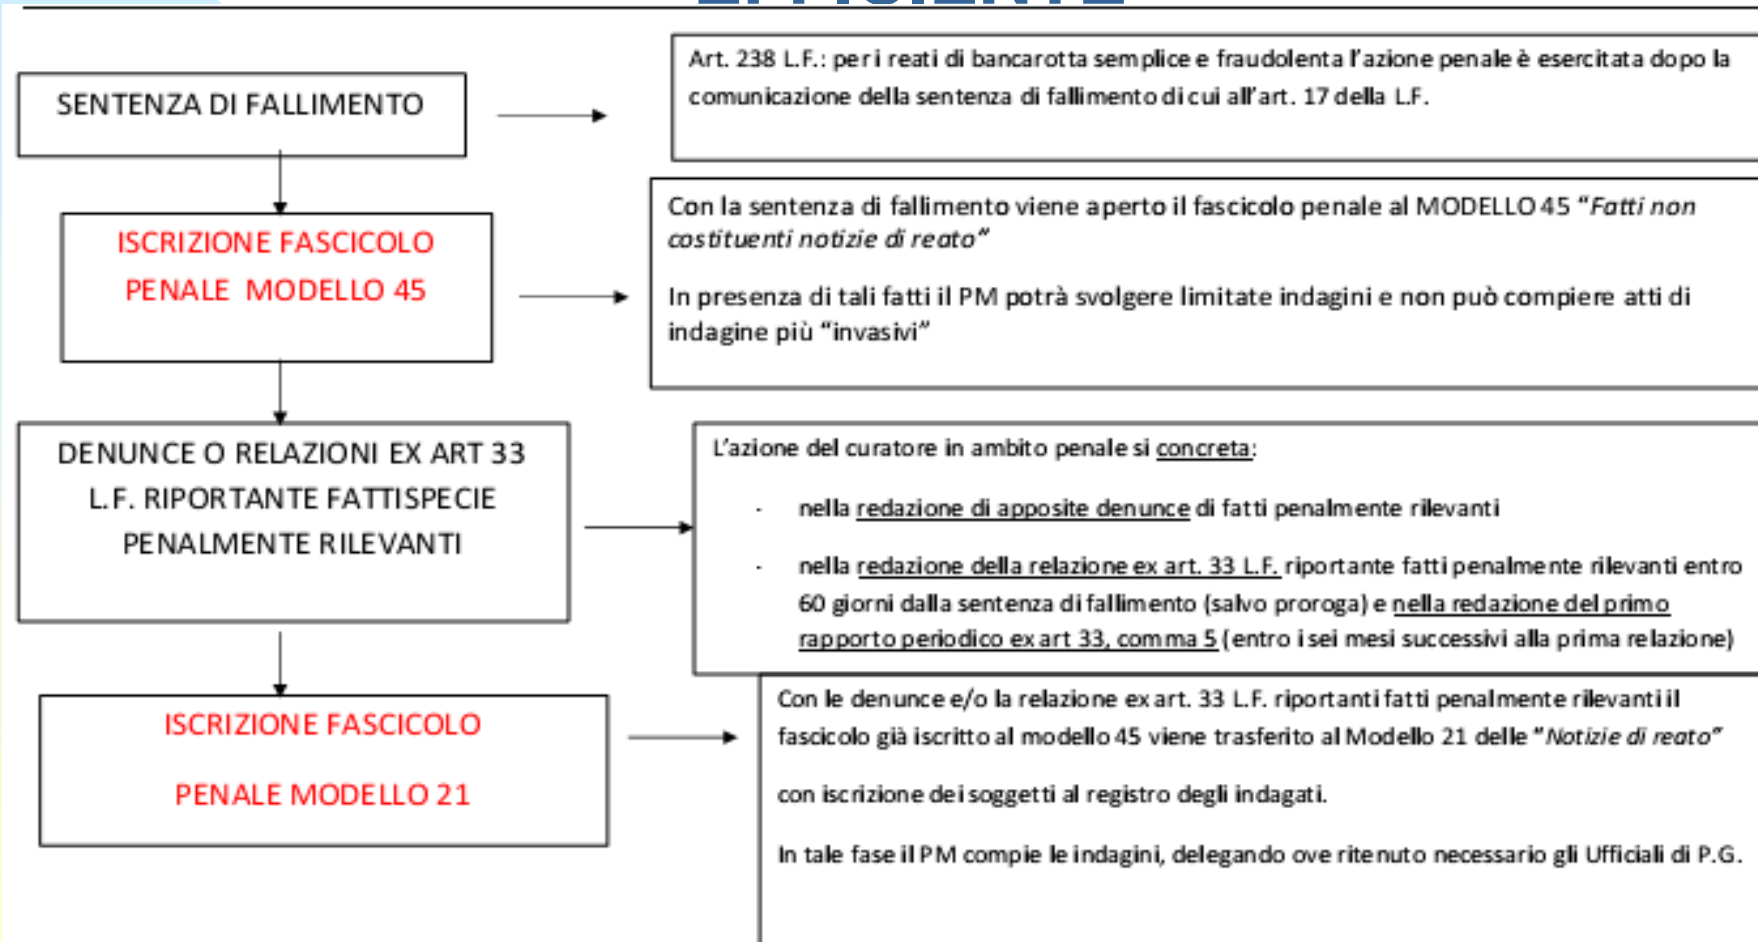 SENTENZA DI FALLIMENTO
Art. 238 L.F.: per i reati di bancarotta semplice e fraudolenta l'azione penale è esercitata dopo la
comunicazione della sentenza di fallimento di cui all'art. 17 della L.F.
ISCRIZIONE FASCICOLO
PENALE MODELLO 45
Con la sentenza di fallimento viene aperto il fascicolo penale al MODELLO 45 "Fatti non
costituenti notizie di reato"
In presenza di tali fatti il PM potrà svolgere limitate indagini e non può compiere atti di
indagine più "invasivi"
DENUNCE O RELAZIONI EX ART 33
L.F. RIPORTANTE FATTISPECIE
PENALMENTE RILEVANTI
L'azione del curatore in ambito penale si concreta:
- nella redazione di apposite denunce di fatti penalmente rilevanti
- nella redazione della relazione ex art. 33 L.F. riportante fatti penalmente rilevanti entro
60 giorni dalla sentenza di fallimento (salvo proroga) e nella redazione del primo
rapporto periodico ex art 33, comma 5 (entro i sei mesi successivi alla prima relazione)
ISCRIZIONE FASCICOLO
PENALE MODELLO 21
Con le denunce e/o la relazione ex art. 33 L.F. riportanti fatti penalmente rilevanti il
fascicolo già iscritto al modello 45 viene trasferito al Modello 21 delle "Notizie di reato"
con iscrizione dei soggetti al registro degli indagati.
In tale fase il PM compie le indagini, delegando ove ritenuto necessario gli Ufficiali di P.G.